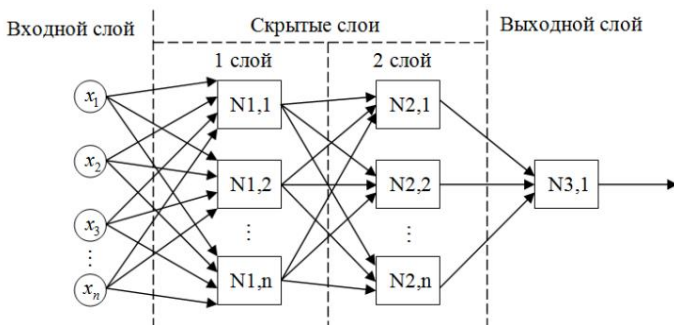 Входной слой
Скрытые слои
Выходной слой
1 слой
2 слой
x1
x2
x3
⋮
xn
N1,1
N1,2
⋮
N1,n
N2,1
N2,2
⋮
N2,n
N3,1